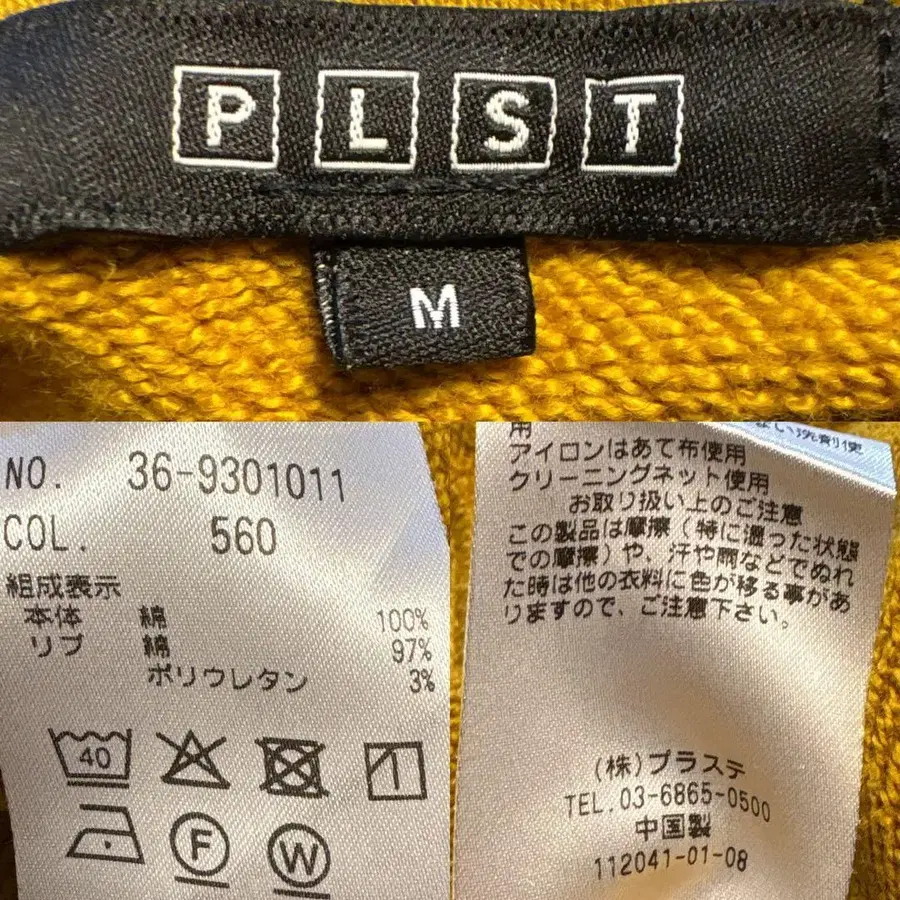 PLST
M
NO. 36-9301011
COL. 560
組成表示
本体 綿 100%
リブ 綿 97%
ポリウレタン 3%
40
F
W
洗剤使
用
アイロンはあて布使用
クリーニングネット使用
お取り扱い上のご注意
この製品は摩擦(特に湿った状態
での摩擦)や、汗や雨などでぬれ
た時は他の衣料に色が移る事があ
りますので、ご注意下さい。
(株)プラステ
TEL.03-6865-0500
中国製
112041-01-08